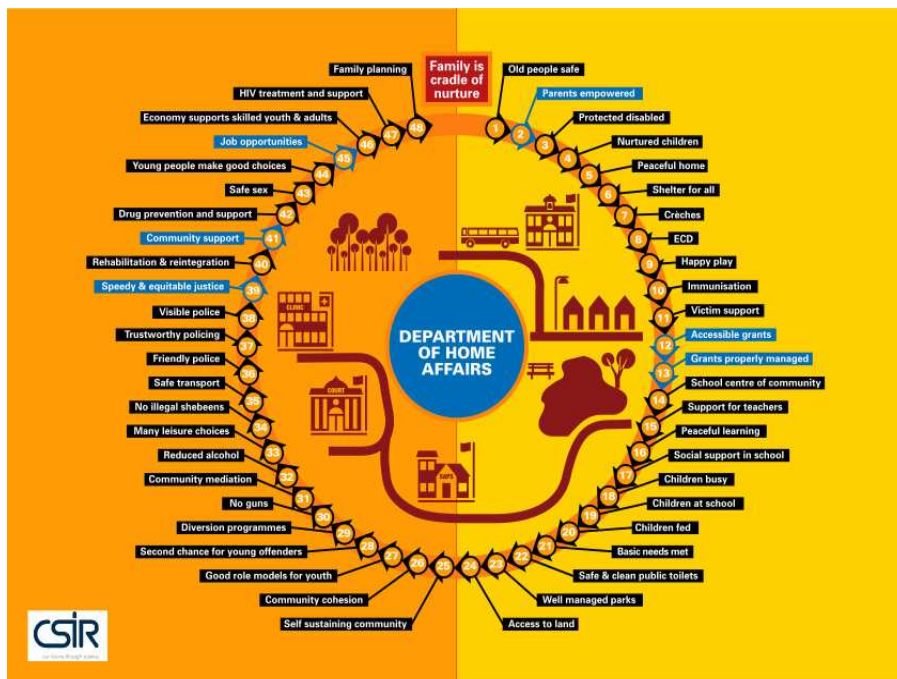 Family is
cradle of
nurture
DEPARTMENT
OF HOME
AFFAIRS
1 Old people safe
2 Parents empowered
3 Protected disabled
4 Nurtured children
5 Peaceful home
6 Shelter for all
7 Crèches
8 ECD
9 Happy play
10 Immunisation
11 Victim support
12 Accessible grants
13 Grants properly managed
14 School centre of community
15 Support for teachers
16 Peaceful learning
17 Social support in school
18 Children busy
19 Children at school
20 Children fed
21 Basic needs met
22 Safe & clean public toilets
23 Well managed parks
24 Access to land
25 Self sustaining community
26 Community cohesion
27 Good role models for youth
28 Second chance for young offenders
29 Diversion programmes
30 No guns
31 Community mediation
32 Reduced alcohol
33 Many leisure choices
34 No illegal shebeens
35 Safe transport
36 Friendly police
37 Trustworthy policing
38 Visible police
39 Speedy & equitable justice
40 Rehabilitation & reintegration
41 Community support
42 Drug prevention and support
43 Safe sex
44 Young people make good choices
45 Job opportunities
46 Economy supports skilled youth & adults
47 HIV treatment and support
48 Family planning
CLINIC
COURT
SAPS
CSIR
our future through science